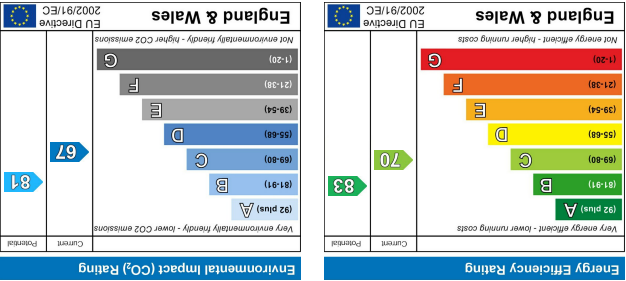 Energy Efficiency Rating
Current
Potential
Very energy efficient - lower running costs
(92 plus) A
(81-91) B
83
(69-80) C
70
(55-68) D
(39-54) E
(21-38) F
(1-20) G
Not energy efficient - higher running costs
England & Wales
EU Directive
2002/91/EC
Environmental Impact (CO₂) Rating
Current
Potential
Very environmentally friendly - lower CO2 emissions
(92 plus) A
(81-91) B
81
(69-80) C
67
(55-68) D
(39-54) E
(21-38) F
(1-20) G
Not environmentally friendly - higher CO2 emissions
England & Wales
EU Directive
2002/91/EC